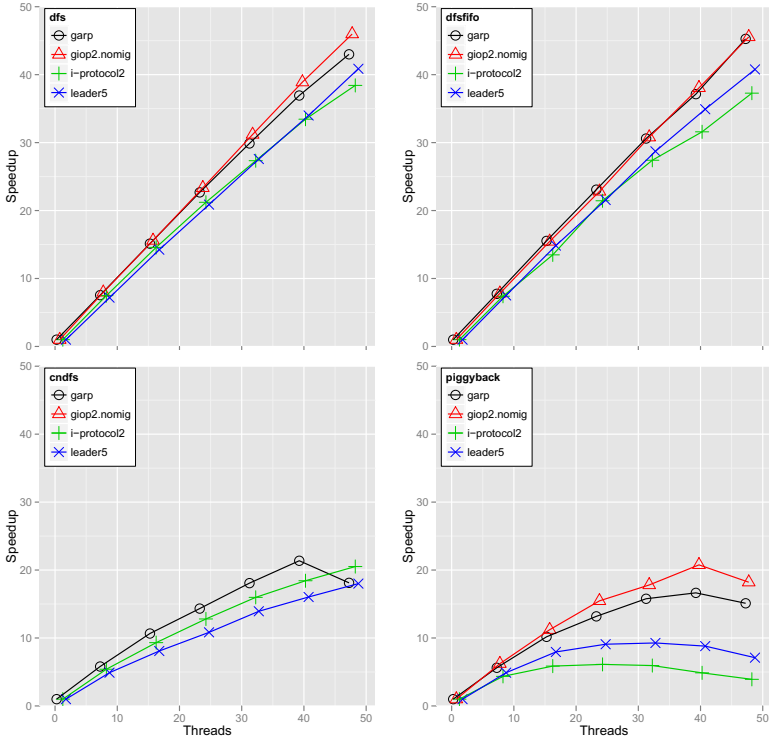 dfs
garp
giop2.nomig
i−protocol2
leader5
50
40
30
20
10
0
Speedup
dfsfifo
garp
giop2.nomig
i−protocol2
leader5
50
40
30
20
10
0
Speedup
cndfs
garp
giop2.nomig
i−protocol2
leader5
50
40
30
20
10
0
Speedup
0 10 20 30 40 50
Threads
piggyback
garp
giop2.nomig
i−protocol2
leader5
50
40
30
20
10
0
Speedup
0 10 20 30 40 50
Threads